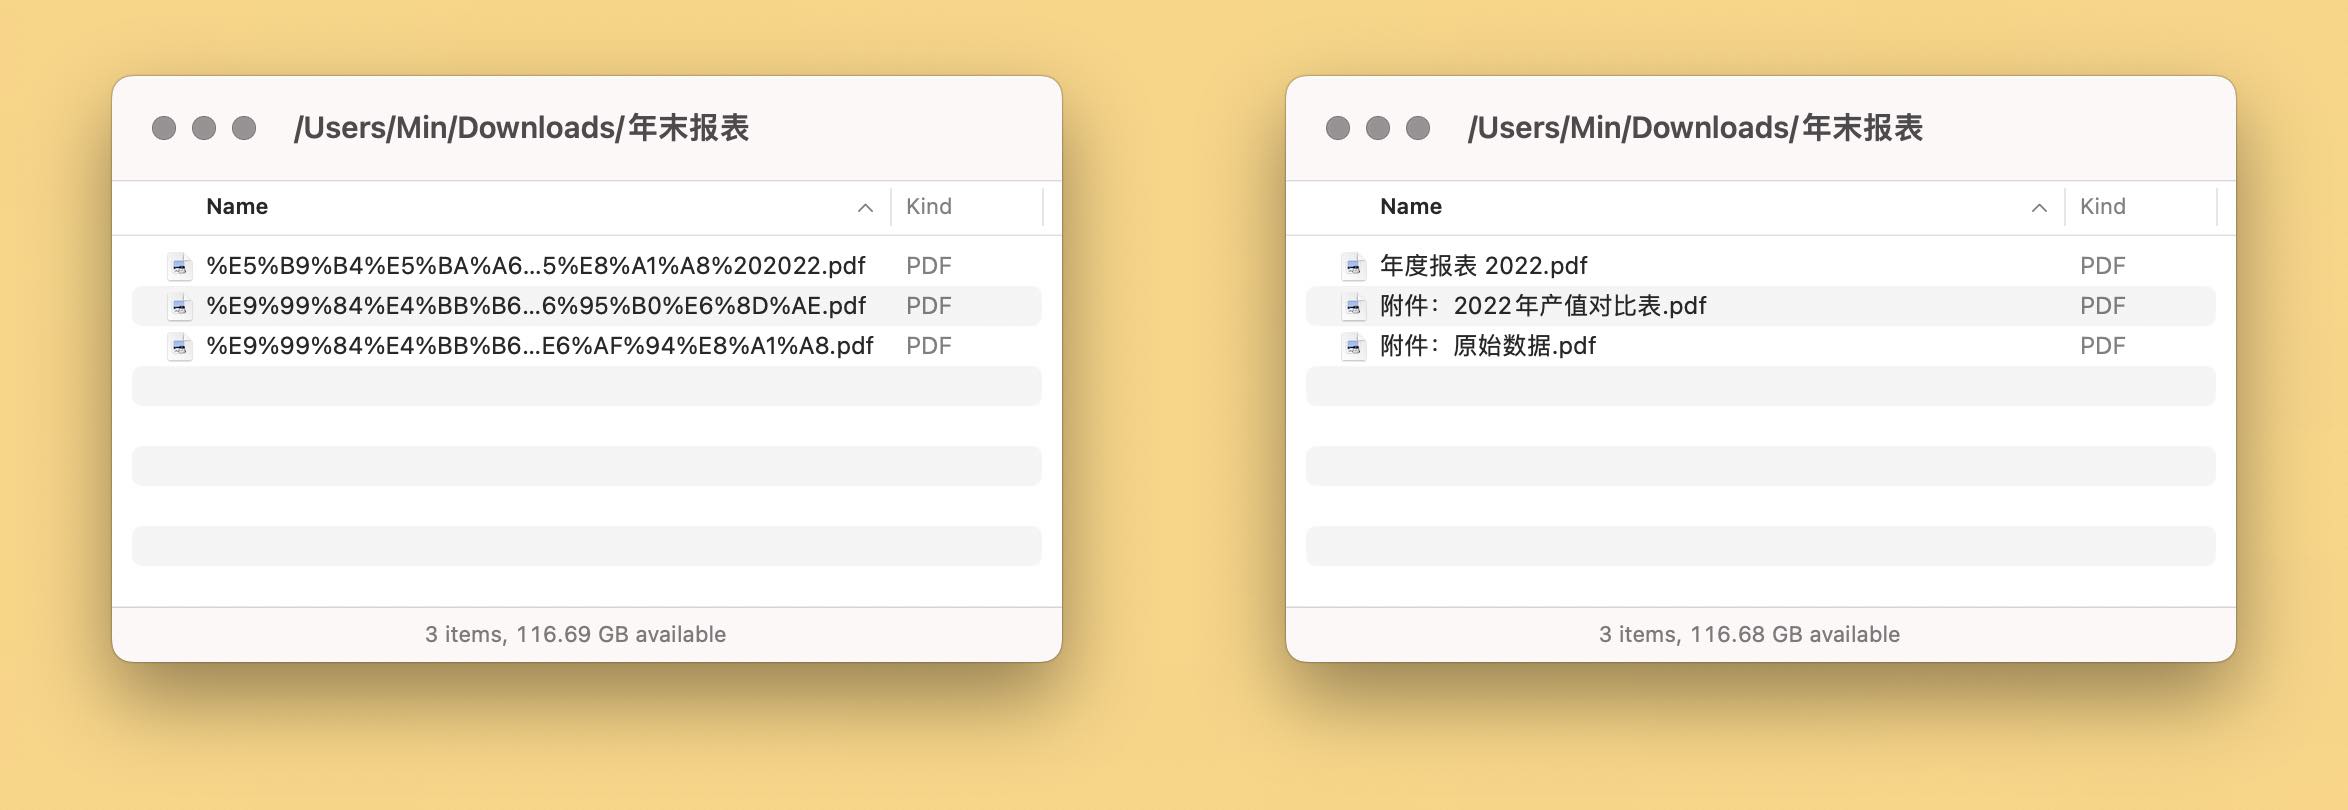 /Users/Min/Downloads/年末报表
Name Kind
%E5%B9%B4%E5%BA%A6...5%E8%A1%A8%202022.pdf PDF
%E9%99%84%E4%BB%B6...6%95%B0%E6%8D%AE.pdf PDF
%E9%99%84%E4%BB%B6...E6%AF%94%E8%A1%A8.pdf PDF
3 items, 116.69 GB available
/Users/Min/Downloads/年末报表
Name Kind
年度报表 2022.pdf PDF
附件：2022年产值对比表.pdf PDF
附件：原始数据.pdf PDF
3 items, 116.68 GB available